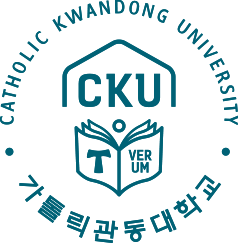 CATHOLIC KWANDONG UNIVERSITY
CKU
T
VER
UM
가톨릭관동대학교